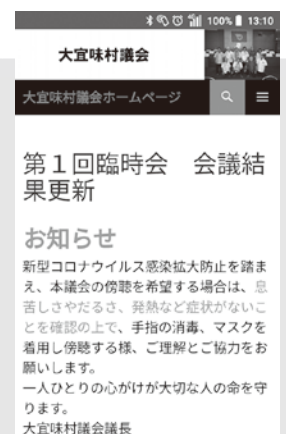 100% 13:10
大宜味村議会
大宜味村議会ホームページ
第１回臨時会　会議結
果更新
お知らせ
新型コロナウイルス感染拡大防止を踏ま
え、本議会の傍聴を希望する場合は、息
苦しさやだるさ、発熱など症状がないこ
とを確認の上で、手指の消毒、マスクを
着用し傍聴する様、ご理解とご協力をお
願いします。
一人ひとりの心がけが大切な人の命を守
ります。
大宜味村議会議長